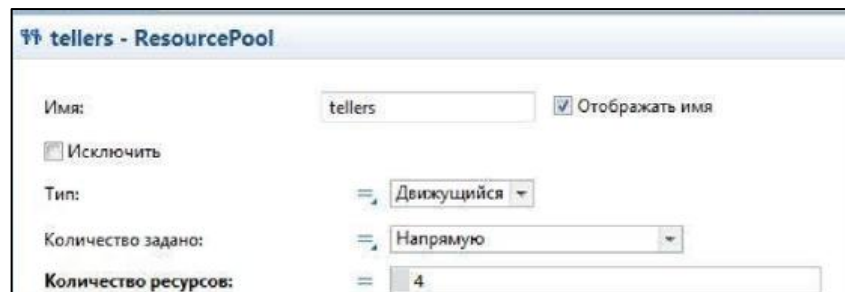 tellers - ResourcePool
Имя: tellers Отображать имя
Исключить
Тип: = Движущийся
Количество задано: = Напрямую
Количество ресурсов: = 4